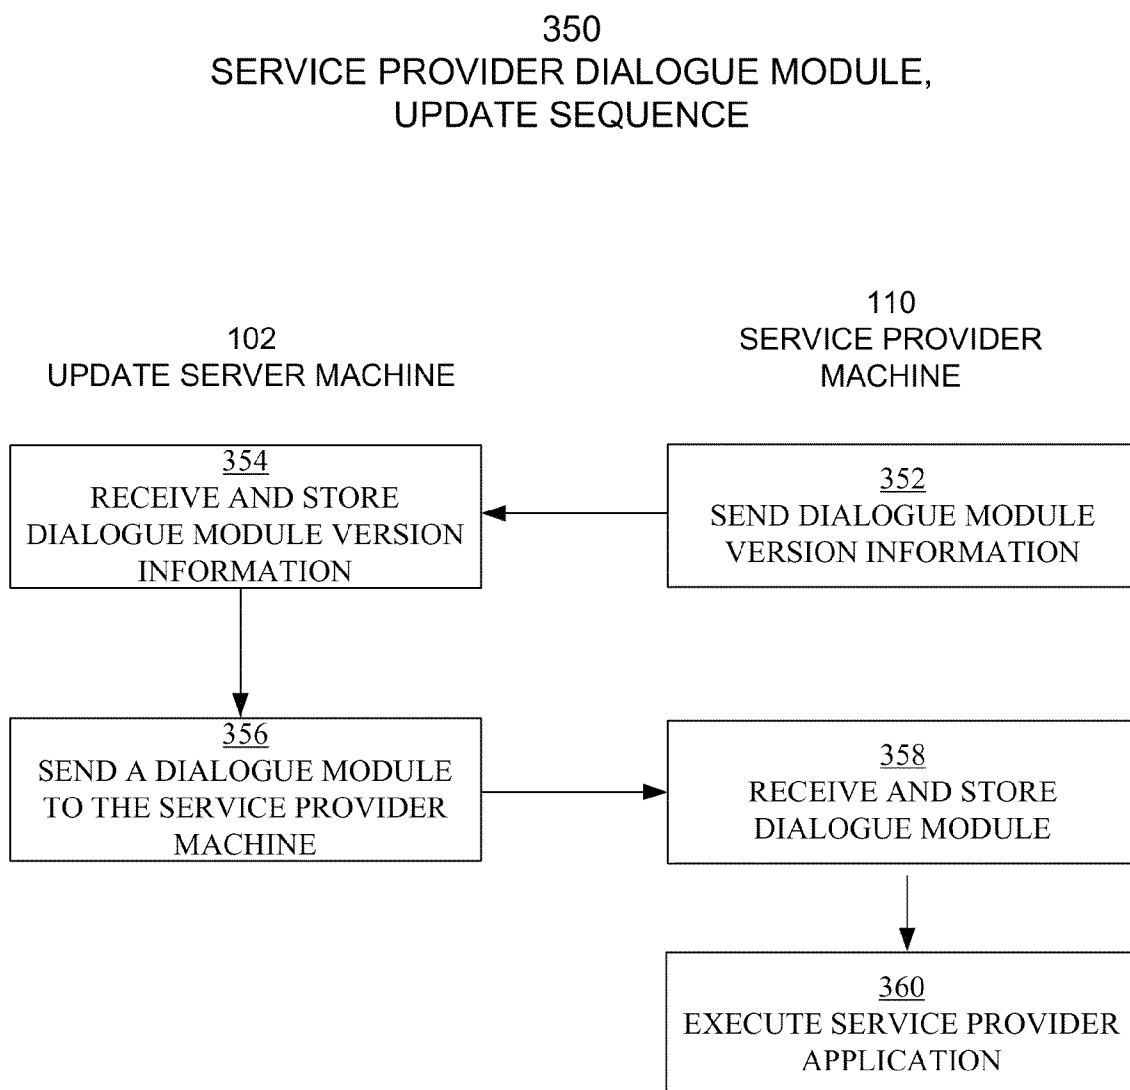 350
SERVICE PROVIDER DIALOGUE MODULE,
UPDATE SEQUENCE
102
UPDATE SERVER MACHINE
110
SERVICE PROVIDER
MACHINE
354
RECEIVE AND STORE
DIALOGUE MODULE VERSION
INFORMATION
352
SEND DIALOGUE MODULE
VERSION INFORMATION
356
SEND A DIALOGUE MODULE
TO THE SERVICE PROVIDER
MACHINE
358
RECEIVE AND STORE
DIALOGUE MODULE
360
EXECUTE SERVICE PROVIDER
APPLICATION